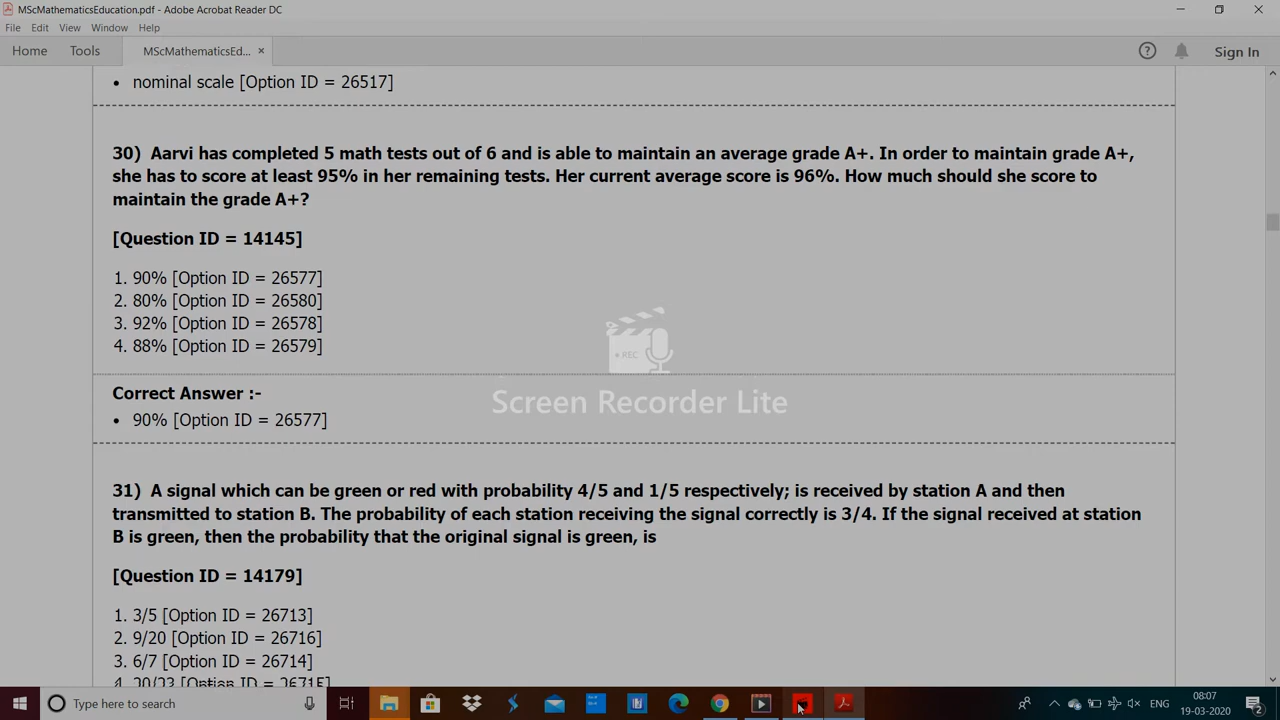 MScMathematicsEducation.pdf - Adobe Acrobat Reader DC
File Edit View Window Help
Home Tools MScMathematicsEd... × Sign In
• nominal scale [Option ID = 26517]
30) Aarvi has completed 5 math tests out of 6 and is able to maintain an average grade A+. In order to maintain grade A+,
she has to score at least 95% in her remaining tests. Her current average score is 96%. How much should she score to
maintain the grade A+?
[Question ID = 14145]
1. 90% [Option ID = 26577]
2. 80% [Option ID = 26580]
3. 92% [Option ID = 26578]
4. 88% [Option ID = 26579]
REC
Screen Recorder Lite
Correct Answer :-
• 90% [Option ID = 26577]
31) A signal which can be green or red with probability 4/5 and 1/5 respectively; is received by station A and then
transmitted to station B. The probability of each station receiving the signal correctly is 3/4. If the signal received at station
B is green, then the probability that the original signal is green, is
[Question ID = 14179]
1. 3/5 [Option ID = 26713]
2. 9/20 [Option ID = 26716]
3. 6/7 [Option ID = 26714]
4. 20/23 [Option ID = 26715]
Type here to search
ENG
08:07
19-03-2020
2